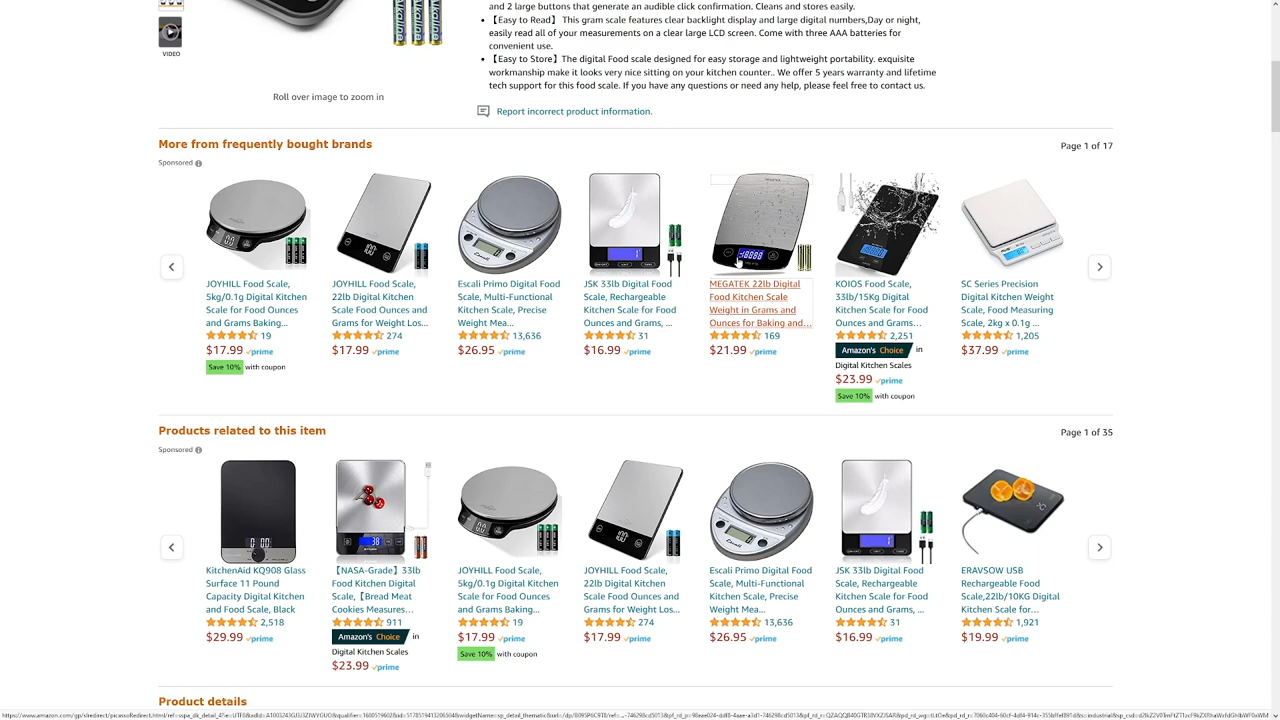 and 2 large buttons that generate an audible click confirmation. Cleans and stores easily.
• 【Easy to Read】 This gram scale features clear backlight display and large digital numbers,Day or night,
easily read all of your measurements on a clear large LCD screen. Come with three AAA batteries for
convenient use.
• 【Easy to Store】The digital Food scale designed for easy storage and lightweight portability. exquisite
workmanship make it looks very nice sitting on your kitchen counter.. We offer 5 years warranty and lifetime
tech support for this food scale. If you have any questions or need any help, please feel free to contact us.
VIDEO
Roll over image to zoom in
Report incorrect product information.
More from frequently bought brands
Page 1 of 17
Sponsored
JOYHILL Food Scale,
5kg/0.1g Digital Kitchen
Scale for Food Ounces
and Grams Baking...
19
$17.99 prime
Save 10% with coupon
JOYHILL Food Scale,
22lb Digital Kitchen
Scale Food Ounces and
Grams for Weight Los...
274
$17.99 prime
Escali Primo Digital Food
Scale, Multi-Functional
Kitchen Scale, Precise
Weight Mea...
13,636
$26.95 prime
JSK 33lb Digital Food
Scale, Rechargeable
Kitchen Scale for Food
Ounces and Grams, ...
31
$16.99 prime
MEGATEK 22lb Digital
Food Kitchen Scale
Weight in Grams and
Ounces for Baking and...
169
$21.99 prime
KOIOS Food Scale,
33lb/15Kg Digital
Kitchen Scale for Food
Ounces and Grams...
2,251
Amazon's Choice in
Digital Kitchen Scales
$23.99 prime
Save 10% with coupon
SC Series Precision
Digital Kitchen Weight
Scale, Food Measuring
Scale, 2kg x 0.1g ...
1,205
$37.99 prime
Products related to this item
Page 1 of 35
Sponsored
KitchenAid KQ908 Glass
Surface 11 Pound
Capacity Digital Kitchen
and Food Scale, Black
2,518
$29.99 prime
【NASA-Grade】33lb
Food Kitchen Digital
Scale,【Bread Meat
Cookies Measures...
911
Amazon's Choice in
Digital Kitchen Scales
$23.99 prime
JOYHILL Food Scale,
5kg/0.1g Digital Kitchen
Scale for Food Ounces
and Grams Baking...
19
$17.99 prime
Save 10% with coupon
JOYHILL Food Scale,
22lb Digital Kitchen
Scale Food Ounces and
Grams for Weight Los...
274
$17.99 prime
Escali Primo Digital Food
Scale, Multi-Functional
Kitchen Scale, Precise
Weight Mea...
13,636
$26.95 prime
JSK 33lb Digital Food
Scale, Rechargeable
Kitchen Scale for Food
Ounces and Grams, ...
31
$16.99 prime
ERAVSOW USB
Rechargeable Food
Scale,22lb/10KG Digital
Kitchen Scale for...
1,921
$19.99 prime
Product details